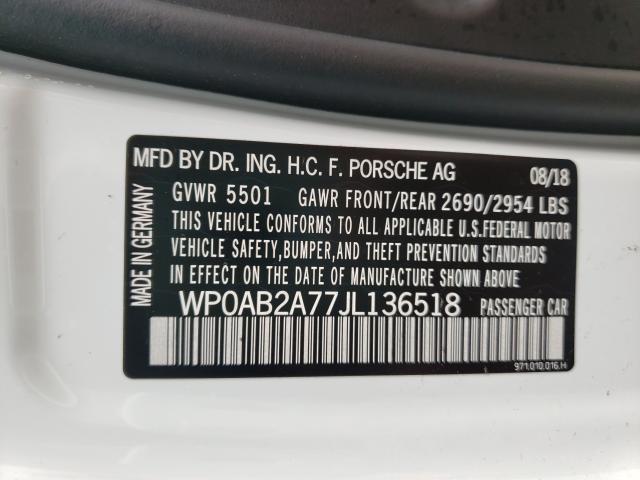 MFD BY DR. ING. H.C. F. PORSCHE AG 08/18
GVWR 5501 GAWR FRONT/REAR 2690/2954 LBS
THIS VEHICLE CONFORMS TO ALL APPLICABLE U.S.FEDERAL MOTOR
VEHICLE SAFETY,BUMPER,AND THEFT PREVENTION STANDARDS
IN EFFECT ON THE DATE OF MANUFACTURE SHOWN ABOVE.
WP0AB2A77JL136518 PASSENGER CAR
971.010.016.H
MADE IN GERMANY